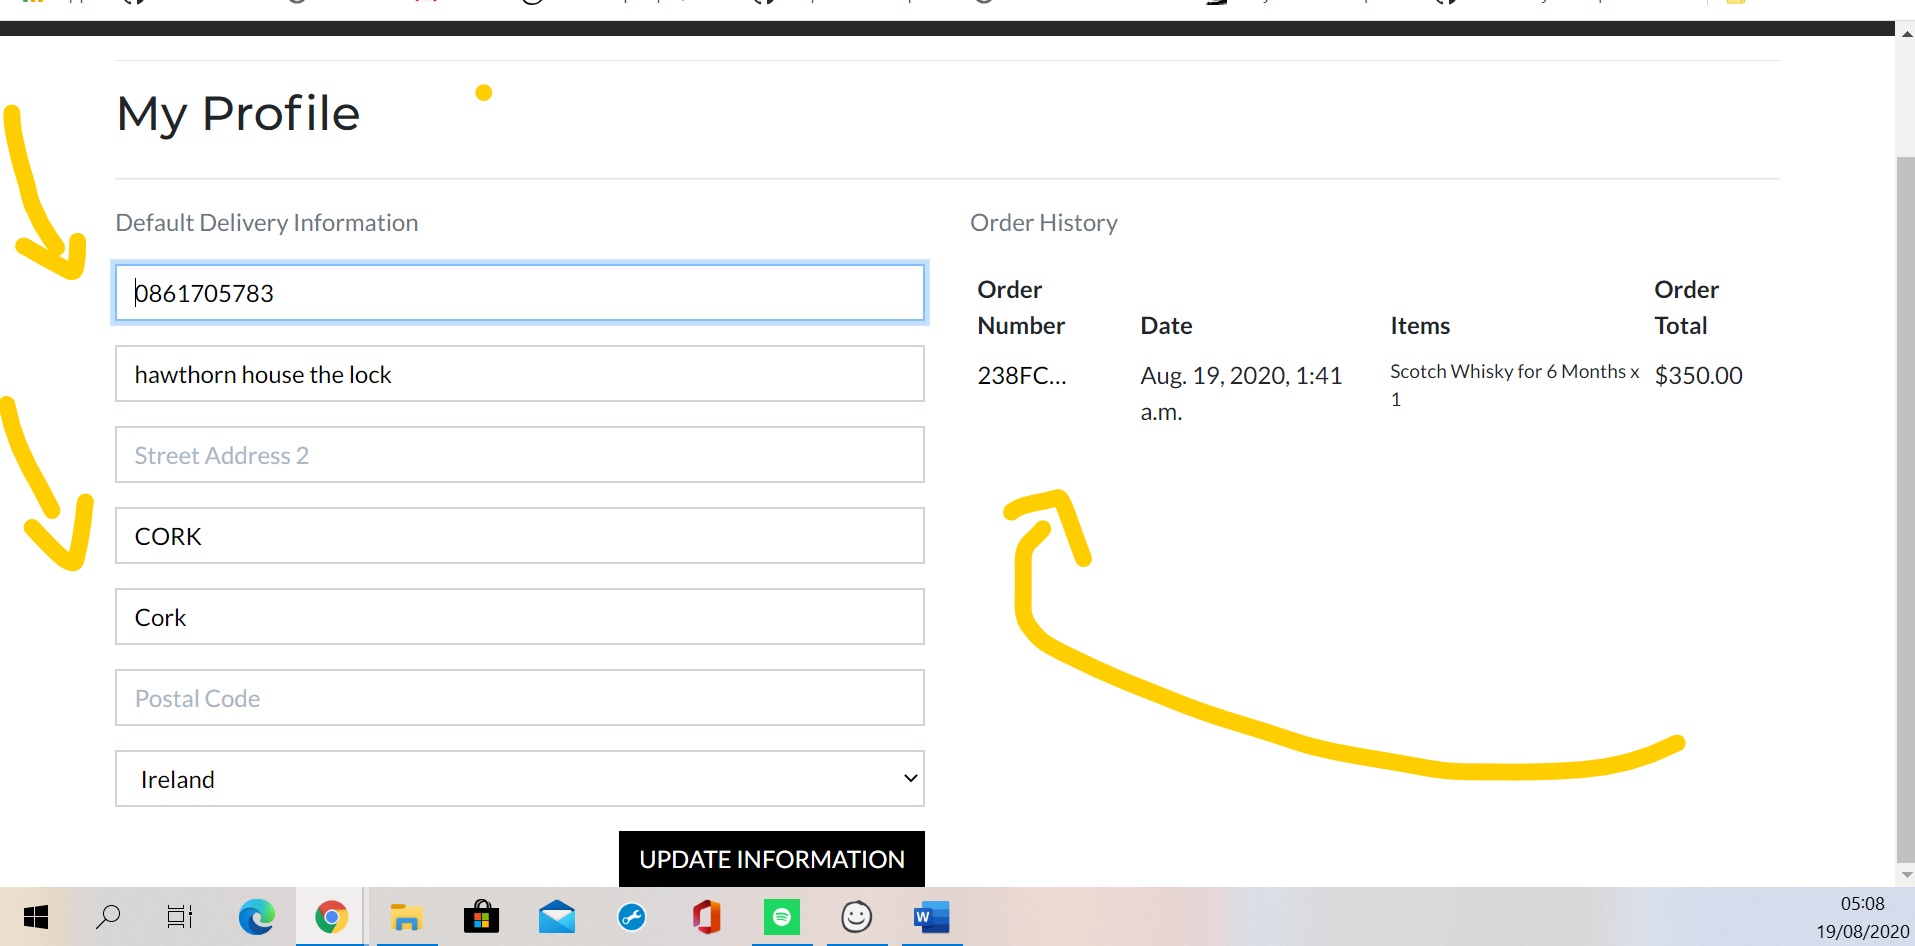 My Profile
Default Delivery Information
0861705783
hawthorn house the lock
Street Address 2
CORK
Cork
Postal Code
Ireland
UPDATE INFORMATION
Order History
Order Number Date Items Order Total
238FC... Aug. 19, 2020, 1:41 a.m. Scotch Whisky for 6 Months x 1 $350.00
05:08
19/08/2020